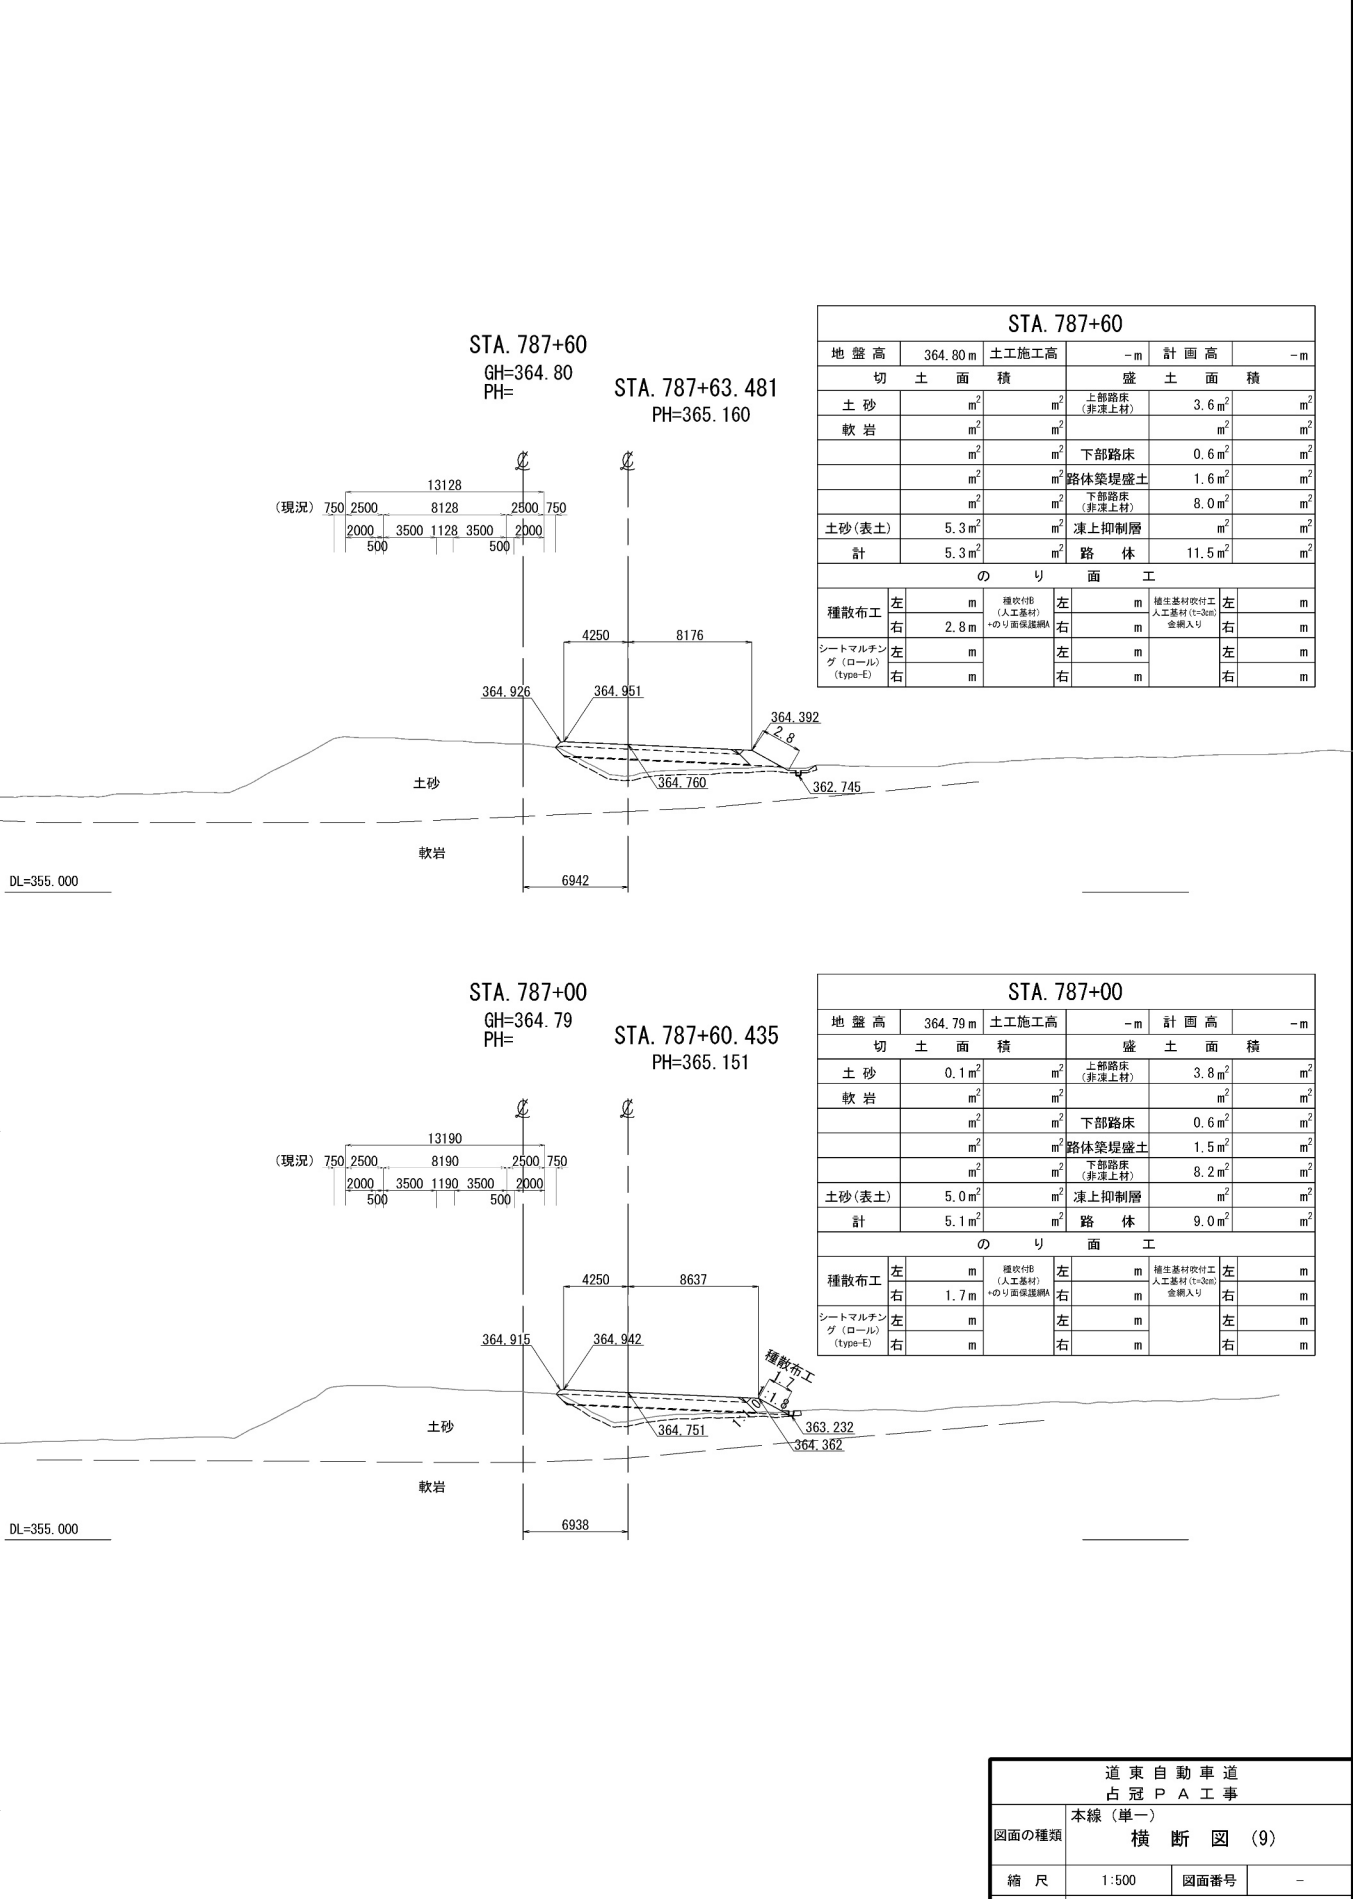 STA. 787+60
GH=364.80
PH=
STA. 787+63.481
PH=365.160
13128
(現況) 750 2500 8128 2500 750
2000 3500 1128 3500 2000
500 500
4250 8176
364.926 364.951
364.392
2.8
364.760
362.745
土砂
軟岩
DL=355.000
6942
STA. 787+60
地盤高 364.80m 土工施工高 -m 計画高 -m
切土面積 盛土面積
土砂 m² m² 上部路床(非凍上材) 3.6m² m²
軟岩 m² m² m² m²
m² m² 下部路床 0.6m² m²
m² m² 路体築堤盛土 1.6m² m²
m² m² 下部路床(非凍上材) 8.0m² m²
土砂(表土) 5.3m² m² 凍上抑制層 m² m²
計 5.3m² m² 路体 11.5m² m²
のり面工
種散布工 左 m 種吹付B(人工基材)+のり面保護網A 左 m 植生基材吹付工人工基材(t=3cm)金網入り 左 m
右 2.8m 右 m 右 m
シートマルチング(ロール)(type-E) 左 m 左 m 左 m
右 m 右 m 右 m
STA. 787+00
GH=364.79
PH=
STA. 787+60.435
PH=365.151
13190
(現況) 750 2500 8190 2500 750
2000 3500 1190 3500 2000
500 500
4250 8637
364.915 364.942
種散布工
1.7
1:1.8
1:1.0
364.751
363.232
364.362
土砂
軟岩
DL=355.000
6938
STA. 787+00
地盤高 364.79m 土工施工高 -m 計画高 -m
切土面積 盛土面積
土砂 0.1m² m² 上部路床(非凍上材) 3.8m² m²
軟岩 m² m² m² m²
m² m² 下部路床 0.6m² m²
m² m² 路体築堤盛土 1.5m² m²
m² m² 下部路床(非凍上材) 8.2m² m²
土砂(表土) 5.0m² m² 凍上抑制層 m² m²
計 5.1m² m² 路体 9.0m² m²
のり面工
種散布工 左 m 種吹付B(人工基材)+のり面保護網A 左 m 植生基材吹付工人工基材(t=3cm)金網入り 左 m
右 1.7m 右 m 右 m
シートマルチング(ロール)(type-E) 左 m 左 m 左 m
右 m 右 m 右 m
道東自動車道
占冠PA工事
図面の種類 本線(単一)
横断図(9)
縮尺 1:500 図面番号 -